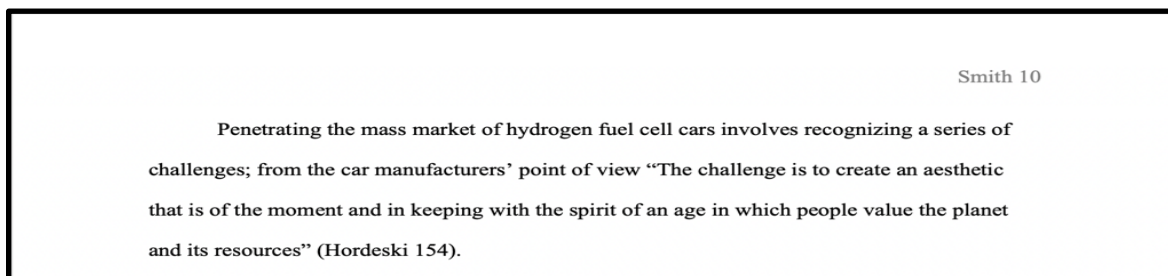 Smith 10
Penetrating the mass market of hydrogen fuel cell cars involves recognizing a series of
challenges; from the car manufacturers’ point of view “The challenge is to create an aesthetic
that is of the moment and in keeping with the spirit of an age in which people value the planet
and its resources” (Hordeski 154).